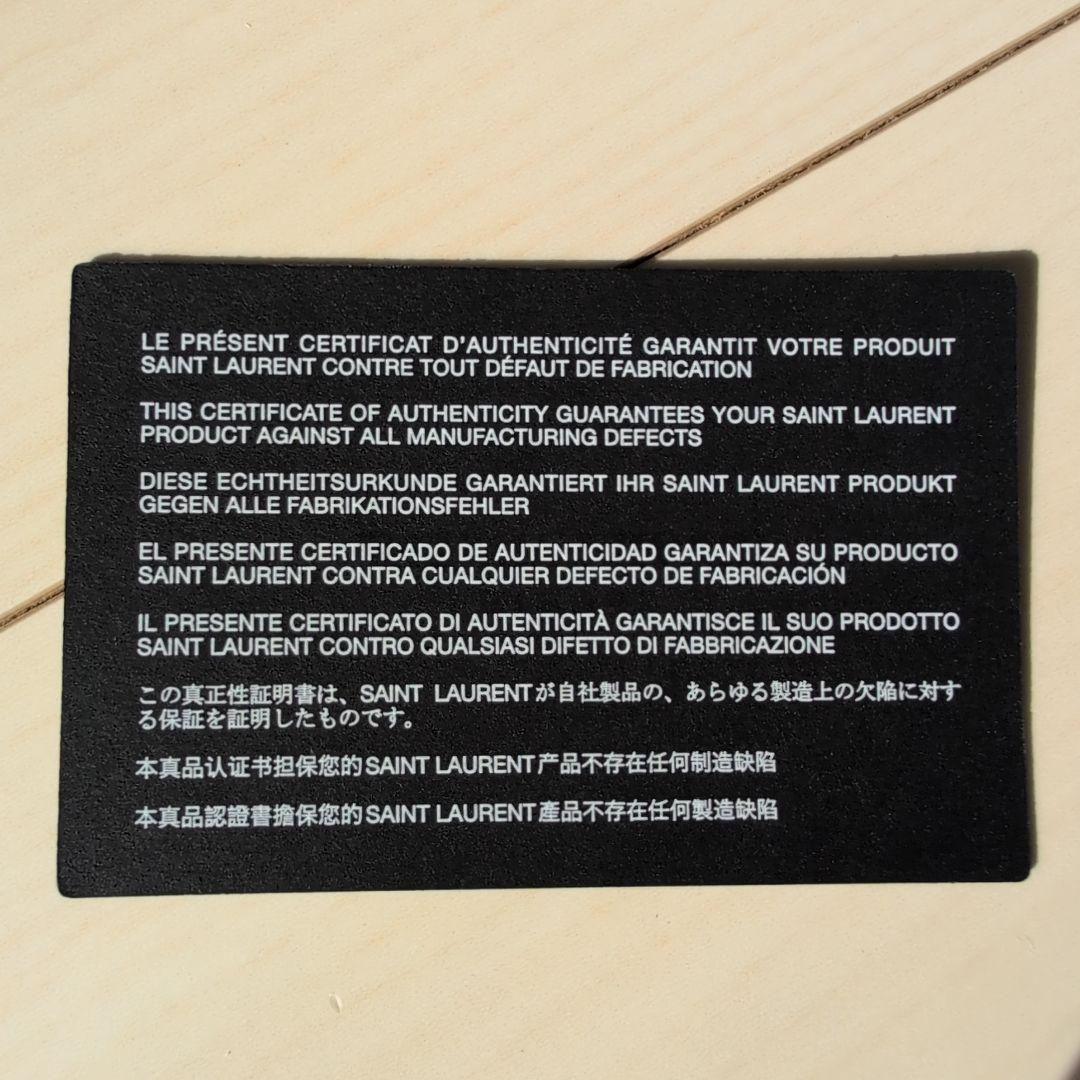 LE PRÉSENT CERTIFICAT D'AUTHENTICITÉ GARANTIT VOTRE PRODUIT
SAINT LAURENT CONTRE TOUT DÉFAUT DE FABRICATION
THIS CERTIFICATE OF AUTHENTICITY GUARANTEES YOUR SAINT LAURENT
PRODUCT AGAINST ALL MANUFACTURING DEFECTS
DIESE ECHTHEITSURKUNDE GARANTIERT IHR SAINT LAURENT PRODUKT
GEGEN ALLE FABRIKATIONSFEHLER
EL PRESENTE CERTIFICADO DE AUTENTICIDAD GARANTIZA SU PRODUCTO
SAINT LAURENT CONTRA CUALQUIER DEFECTO DE FABRICACIÓN
IL PRESENTE CERTIFICATO DI AUTENTICITÀ GARANTISCE IL SUO PRODOTTO
SAINT LAURENT CONTRO QUALSIASI DIFETTO DI FABBRICAZIONE
この真正性証明書は、SAINT LAURENTが自社製品の、あらゆる製造上の欠陥に対す
る保証を証明したものです。
本真品认证书担保您的SAINT LAURENT产品不存在任何制造缺陷
本真品認證書擔保您的SAINT LAURENT產品不存在任何製造缺陷